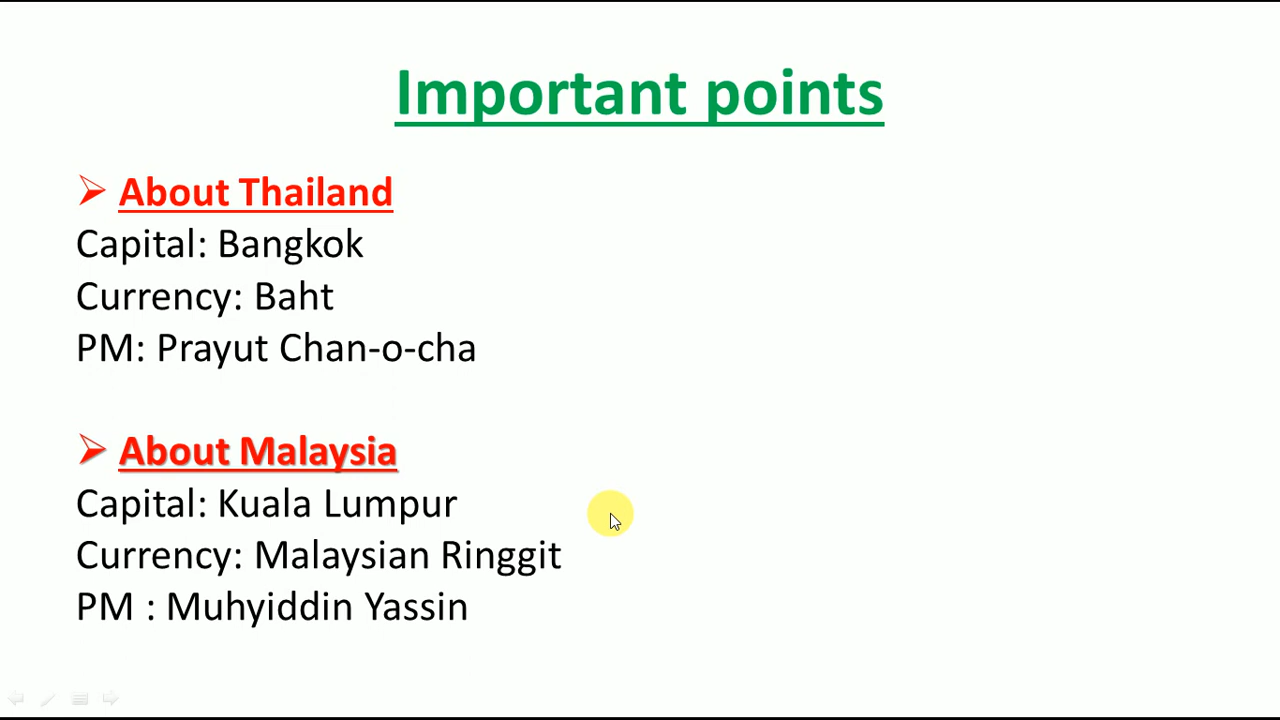 Important points
➢ About Thailand
Capital: Bangkok
Currency: Baht
PM: Prayut Chan-o-cha
➢ About Malaysia
Capital: Kuala Lumpur
Currency: Malaysian Ringgit
PM : Muhyiddin Yassin